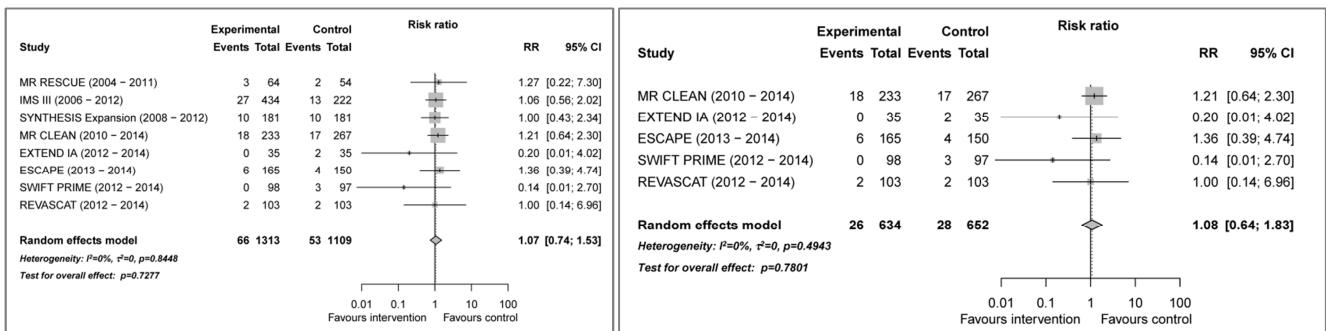 Risk ratio
Experimental Control
Study Events Total Events Total RR 95% CI
MR RESCUE (2004 − 2011) 3 64 2 54 1.27 [0.22; 7.30]
IMS III (2006 − 2012) 27 434 13 222 1.06 [0.56; 2.02]
SYNTHESIS Expansion (2008 − 2012) 10 181 10 181 1.00 [0.43; 2.34]
MR CLEAN (2010 − 2014) 18 233 17 267 1.21 [0.64; 2.30]
EXTEND IA (2012 − 2014) 0 35 2 35 0.20 [0.01; 4.02]
ESCAPE (2013 − 2014) 6 165 4 150 1.36 [0.39; 4.74]
SWIFT PRIME (2012 − 2014) 0 98 3 97 0.14 [0.01; 2.70]
REVASCAT (2012 − 2014) 2 103 2 103 1.00 [0.14; 6.96]
Random effects model 66 1313 53 1109 1.07 [0.74; 1.53]
Heterogeneity: I²=0%, τ²=0, p=0.8448
Test for overall effect: p=0.7277
0.01 0.1 1 10 100
Favours intervention Favours control
Risk ratio
Experimental Control
Study Events Total Events Total RR 95% CI
MR CLEAN (2010 − 2014) 18 233 17 267 1.21 [0.64; 2.30]
EXTEND IA (2012 − 2014) 0 35 2 35 0.20 [0.01; 4.02]
ESCAPE (2013 − 2014) 6 165 4 150 1.36 [0.39; 4.74]
SWIFT PRIME (2012 − 2014) 0 98 3 97 0.14 [0.01; 2.70]
REVASCAT (2012 − 2014) 2 103 2 103 1.00 [0.14; 6.96]
Random effects model 26 634 28 652 1.08 [0.64; 1.83]
Heterogeneity: I²=0%, τ²=0, p=0.4943
Test for overall effect: p=0.7801
0.01 0.1 1 10 100
Favours intervention Favours control